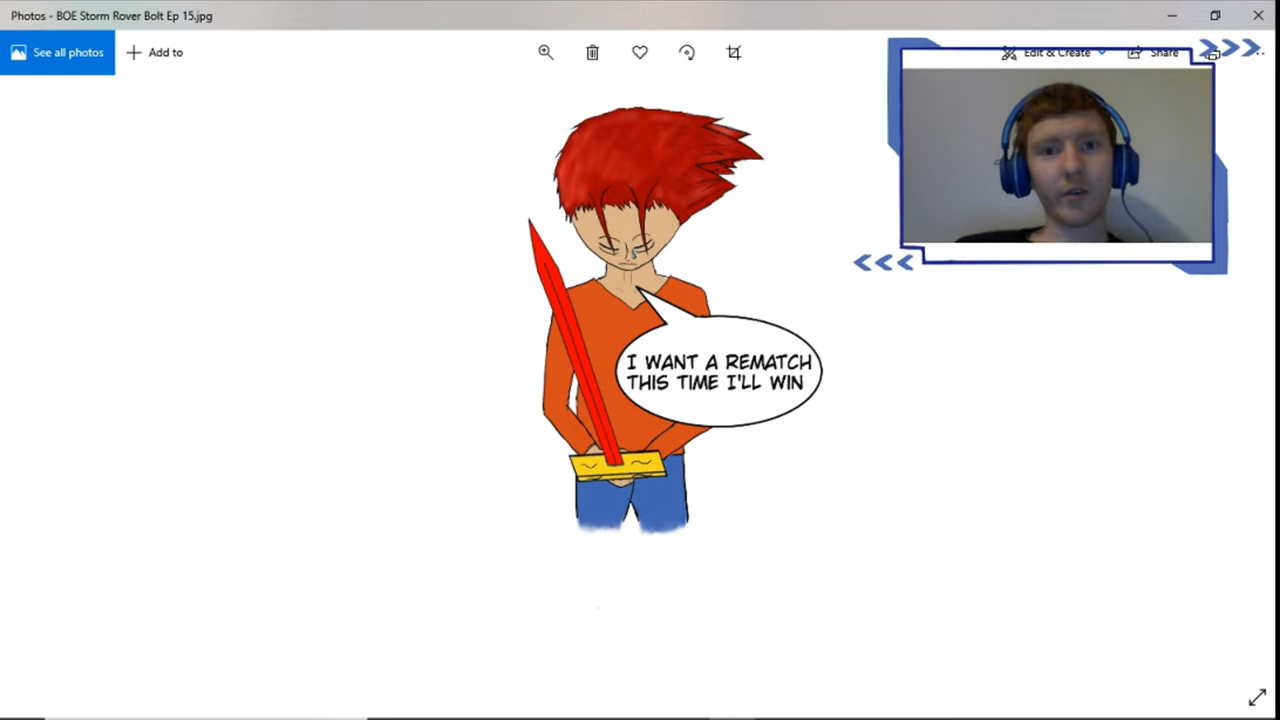 Photos - BOE Storm Rover Bolt Ep 15.jpg
See all photos
Add to
Edit & Create
Share
I WANT A REMATCH
THIS TIME I'LL WIN